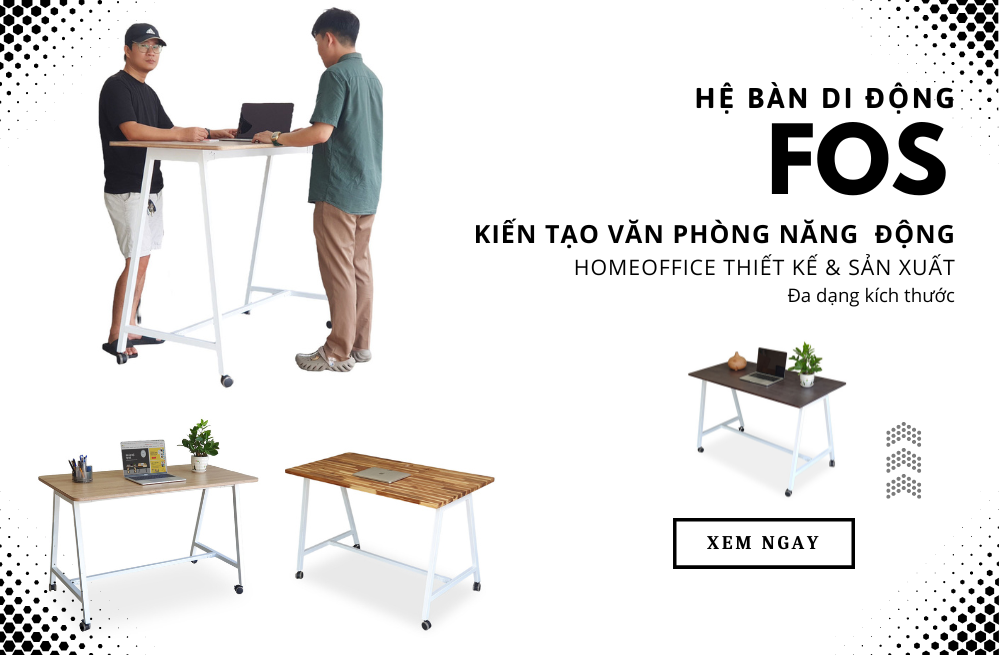 HỆ BÀN DI ĐỘNG
FOS
KIẾN TẠO VĂN PHÒNG NĂNG ĐỘNG
HOMEOFFICE THIẾT KẾ & SẢN XUẤT
Đa dạng kích thước
XEM NGAY